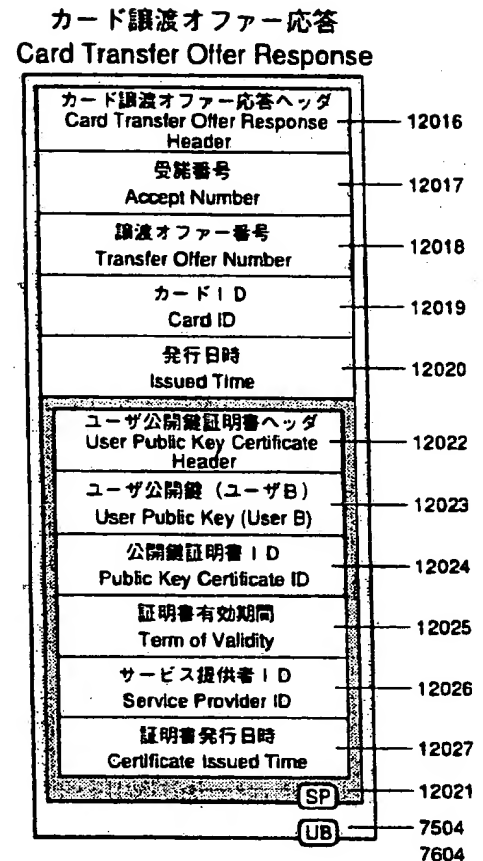 カード譲渡オファー応答
Card Transfer Offer Response
カード譲渡オファー応答ヘッダ
Card Transfer Offer Response
Header
12016
受諾番号
Accept Number
12017
譲渡オファー番号
Transfer Offer Number
12018
カードID
Card ID
12019
発行日時
Issued Time
12020
ユーザ公開鍵証明書ヘッダ
User Public Key Certificate
Header
12022
ユーザ公開鍵（ユーザB）
User Public Key (User B)
12023
公開鍵証明書ID
Public Key Certificate ID
12024
証明書有効期間
Term of Validity
12025
サービス提供者ID
Service Provider ID
12026
証明書発行日時
Certificate Issued Time
12027
SP
12021
UB
7504
7604